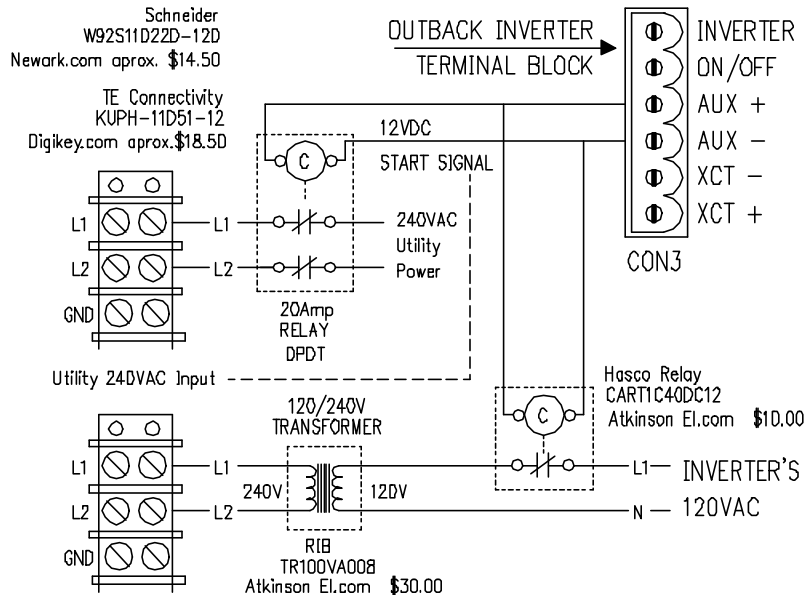 Schneider
W92S11D22D-12D
Newark.com aprox. $14.50
TE Connectivity
KUPH-11D51-12
Digikey.com aprox.$18.50
OUTBACK INVERTER
TERMINAL BLOCK
INVERTER
ON/OFF
AUX +
AUX -
XCT -
XCT +
CON3
12VDC
START SIGNAL
C
L1
L1
240VAC
Utility
Power
L2
L2
GND
20Amp
RELAY
DPDT
Utility 240VAC Input
Hasco Relay
CART1C40DC12
Atkinson El.com $10.00
C
120/240V
TRANSFORMER
L1
L1
240V
120V
L1
INVERTER'S
120VAC
L2
L2
N
GND
RIB
TR100VA008
Atkinson El.com $30.00